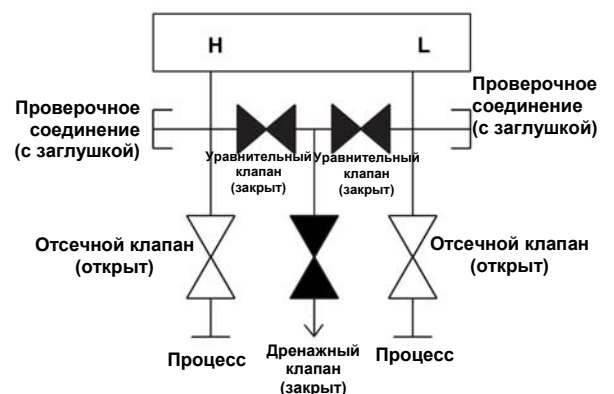 H
L
Проверочное
соединение
(с заглушкой)
Проверочное
соединение
(с заглушкой)
Уравнительный
клапан
(закрыт)
Уравнительный
клапан
(закрыт)
Отсечной клапан
(открыт)
Отсечной клапан
(открыт)
Процесс
Дренажный
клапан
(закрыт)
Процесс